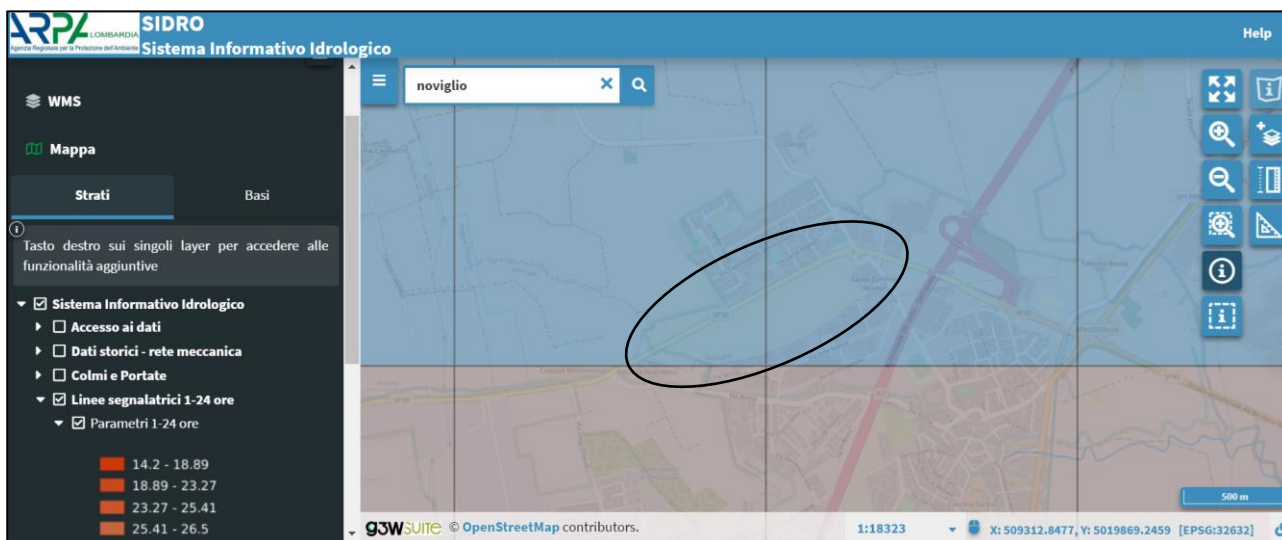 ARPA LOMBARDIA
Agenzia Regionale per la Protezione dell'Ambiente
SIDRO
Sistema Informativo Idrologico
Help
WMS
Mappa
Strati
Basi
Tasto destro sui singoli layer per accedere alle
funzionalità aggiuntive
Sistema Informativo Idrologico
Accesso ai dati
Dati storici - rete meccanica
Colmi e Portate
Linee segnalatrici 1-24 ore
Parametri 1-24 ore
14.2 - 18.89
18.89 - 23.27
23.27 - 25.41
25.41 - 26.5
noviglio
500 m
G3WSUITE © OpenStreetMap contributors.
1:18323
X: 509312.8477, Y: 5019869.2459 [EPSG:32632]